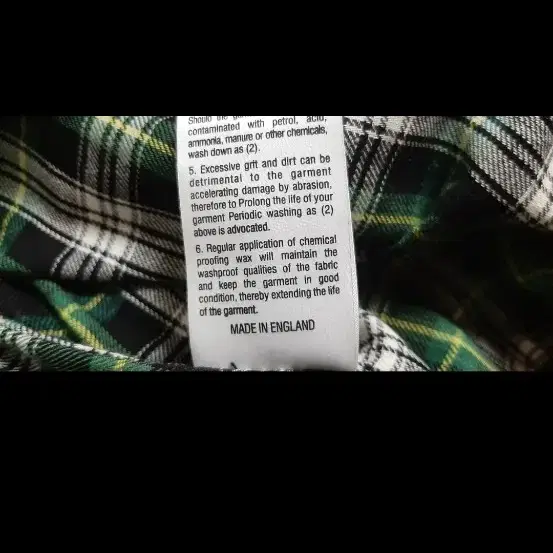 Should the
contaminated with petrol, acid,
ammonia, manure or other chemicals,
wash down as (2).
5. Excessive grit and dirt can be
detrimental to the garment
accelerating damage by abrasion,
therefore to Prolong the life of your
garment Periodic washing as (2)
above is advocated.
6. Regular application of chemical
proofing wax will maintain the
washproof qualities of the fabric
and keep the garment in good
condition, thereby extending the life
of the garment.
MADE IN ENGLAND